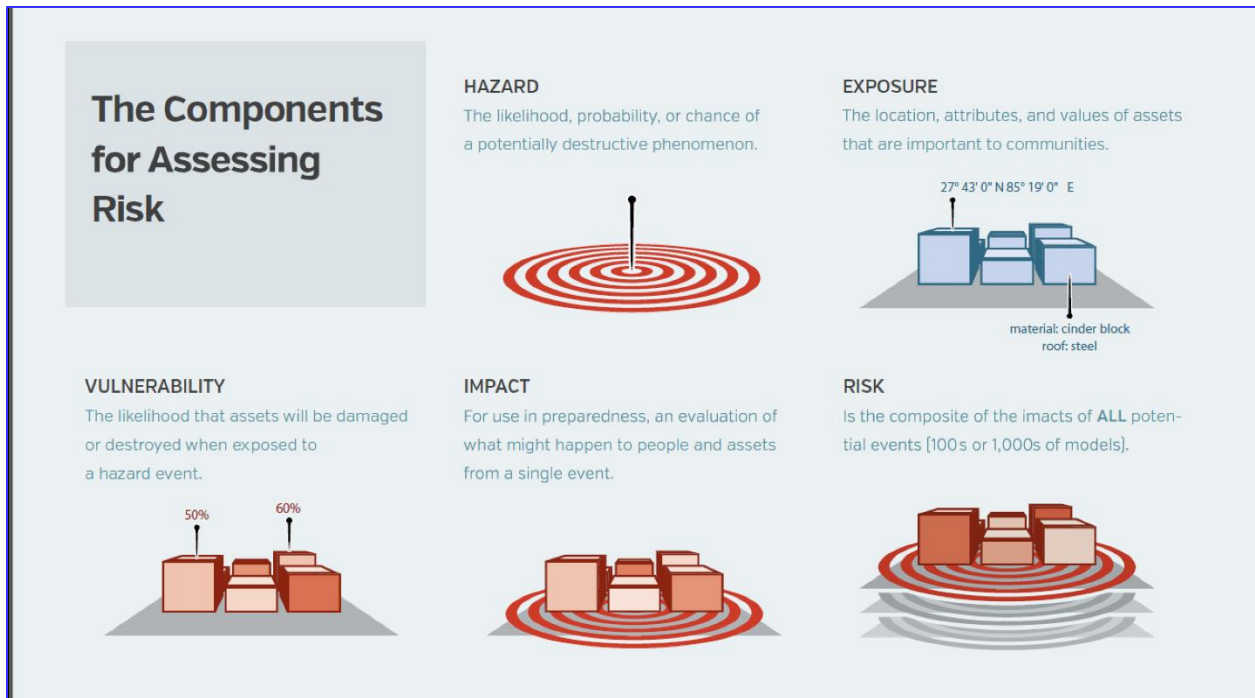 The Components
for Assessing
Risk
HAZARD
The likelihood, probability, or chance of
a potentially destructive phenomenon.
EXPOSURE
The location, attributes, and values of assets
that are important to communities.
27° 43' 0" N 85° 19' 0" E
material: cinder block
roof: steel
VULNERABILITY
The likelihood that assets will be damaged
or destroyed when exposed to
a hazard event.
50%
60%
IMPACT
For use in preparedness, an evaluation of
what might happen to people and assets
from a single event.
RISK
Is the composite of the imacts of ALL poten-
tial events (100s or 1,000s of models).